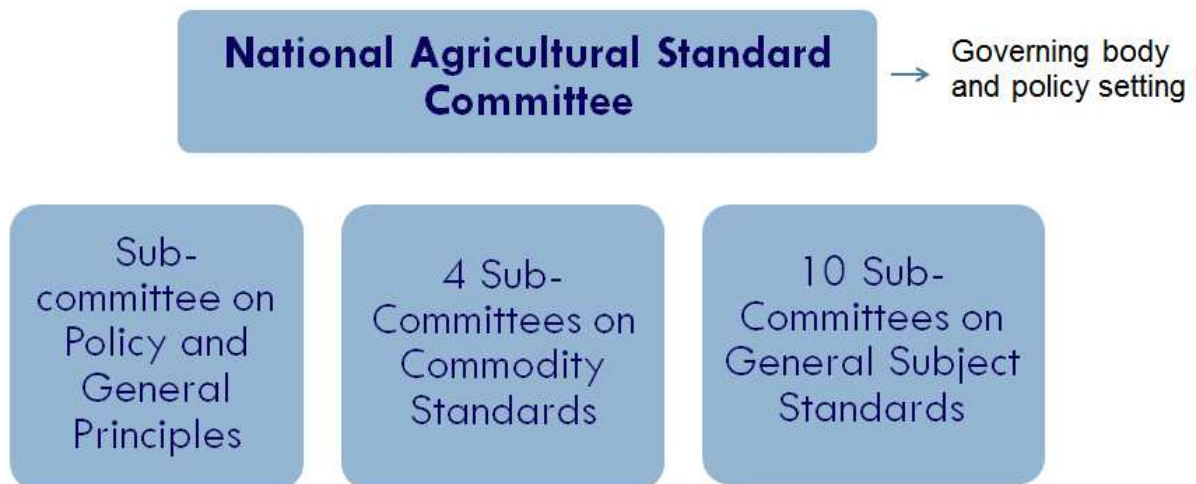 National Agricultural Standard
Committee
Governing body
and policy setting
Sub-
committee on
Policy and
General
Principles
4 Sub-
Committees on
Commodity
Standards
10 Sub-
Committees on
General Subject
Standards